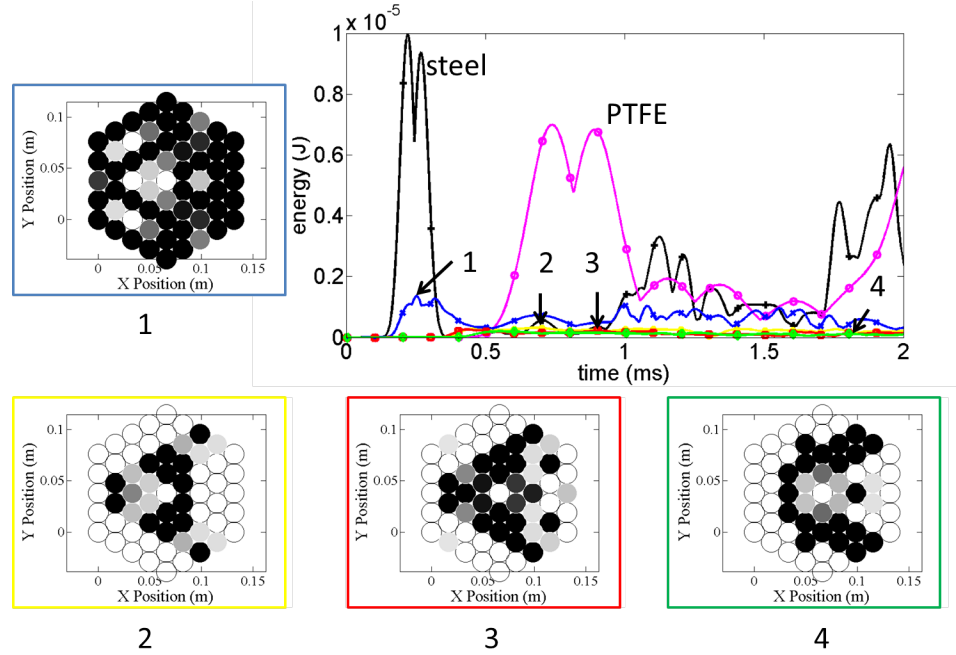 1 x 10⁻⁵
0.8
0.6
0.4
0.2
0
energy (J)
0 0.5 1 1.5 2
time (ms)
steel
PTFE
1 2 3 4
0.1
0.05
0
Y Position (m)
0 0.05 0.1 0.15
X Position (m)
1
0.1
0.05
0
Y Position (m)
0 0.05 0.1 0.15
X Position (m)
2
0.1
0.05
0
Y Position (m)
0 0.05 0.1 0.15
X Position (m)
3
0.1
0.05
0
Y Position (m)
0 0.05 0.1 0.15
X Position (m)
4